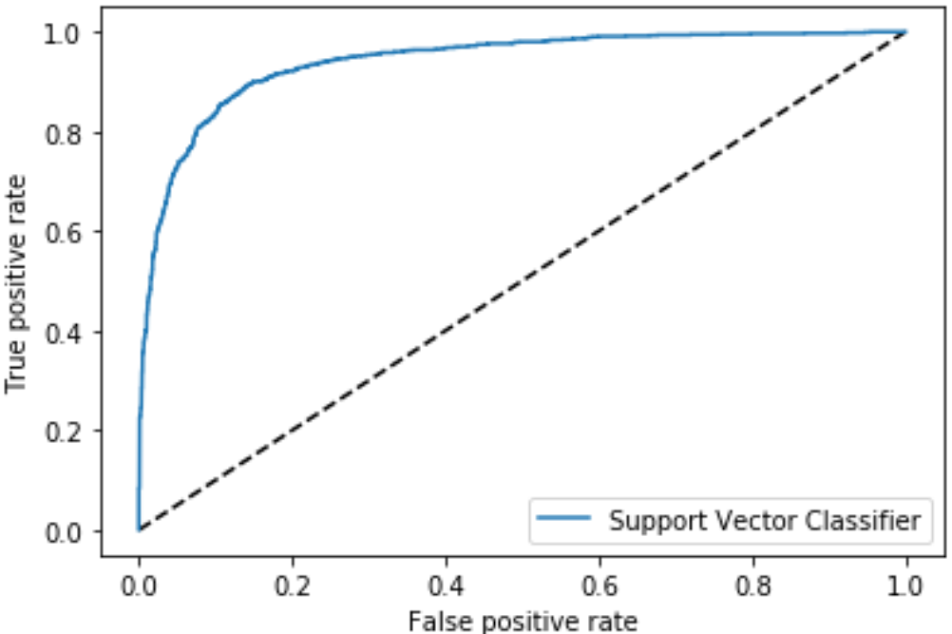 1.0
0.8
0.6
0.4
0.2
0.0
True positive rate
Support Vector Classifier
0.0 0.2 0.4 0.6 0.8 1.0
False positive rate